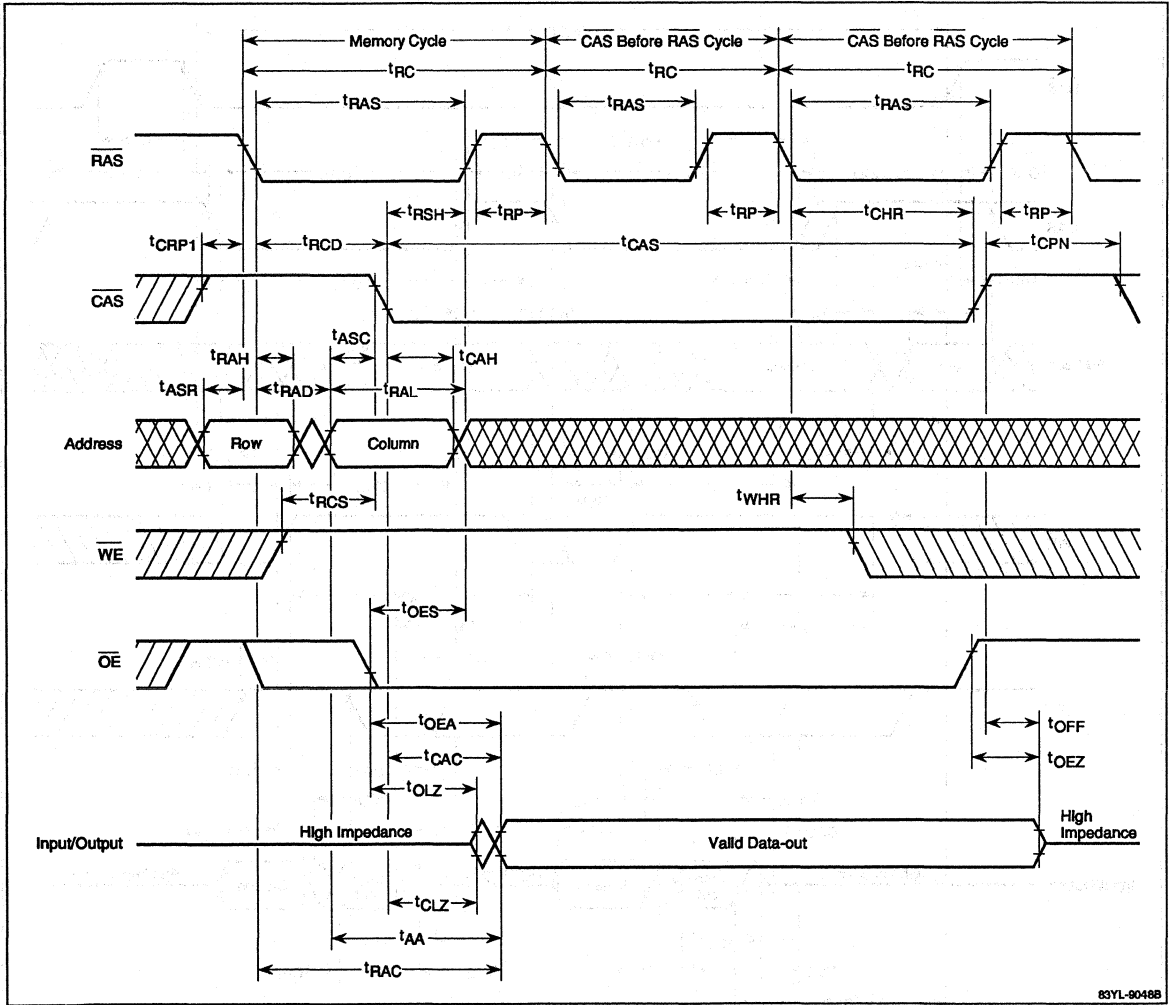 Memory Cycle CAS Before RAS Cycle CAS Before RAS Cycle
tRC tRC tRC
tRAS tRAS tRAS
RAS
tRSH tRP tRP tCHR tRP
tCRP1 tRCD tCAS tCPN
CAS
tRAH tASC tCAH
tASR tRAD tRAL
Address Row Column
tRCS tWHR
WE
tOES
OE
tOEA tOFF
tCAC tOEZ
tOLZ
Input/Output High Impedance Valid Data-out High Impedance
tCLZ
tAA
tRAC
83YL-9048B